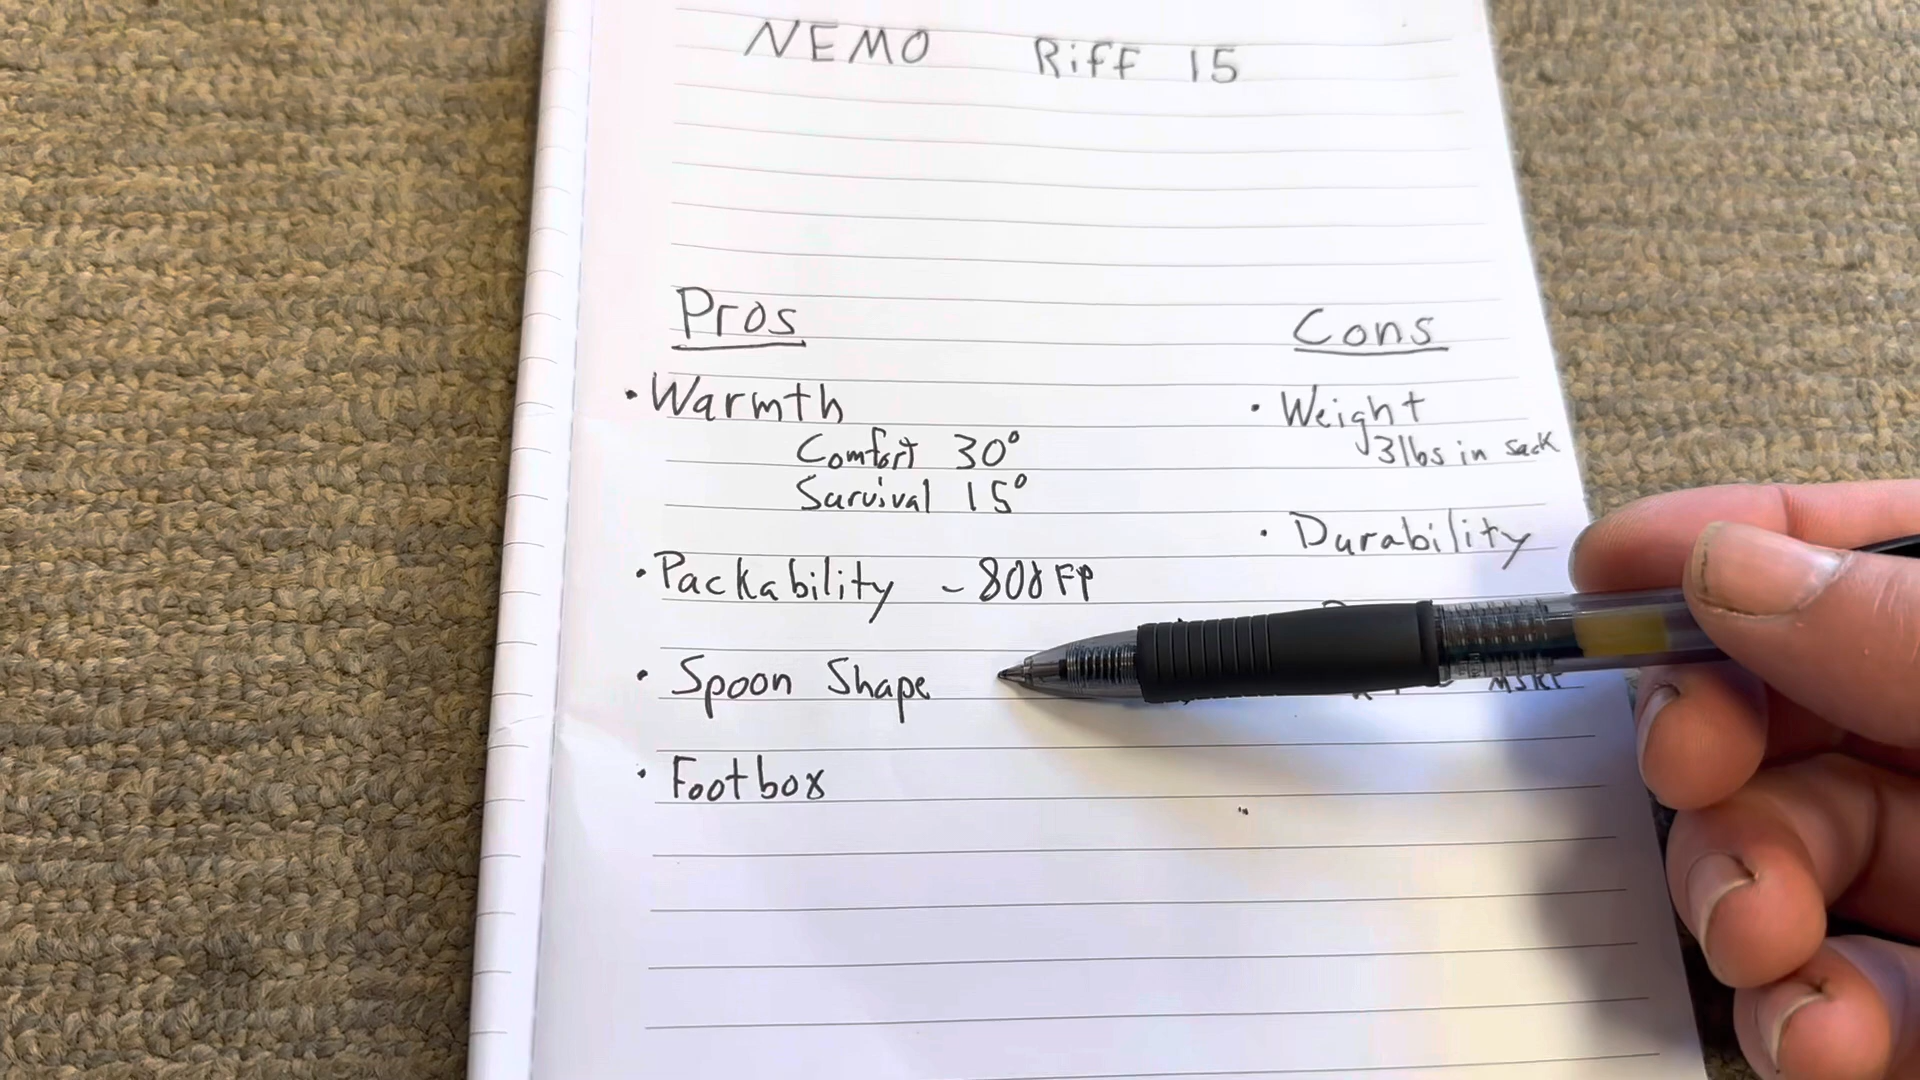 NEMO Riff 15
Pros
Cons
• Warmth
Comfort 30°
Survival 15°
• Packability - 800 FP
• Spoon Shape
• Footbox
• Weight
3lbs in sack
• Durability
MSRP